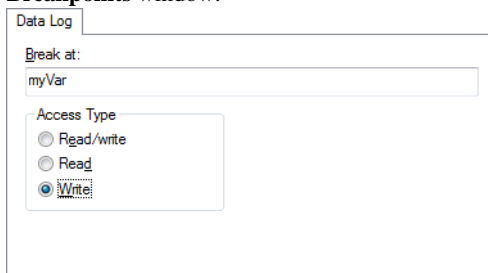 Breakpoints window.
Data Log
Break at:
myVar
Access Type
Read/write
Read
Write